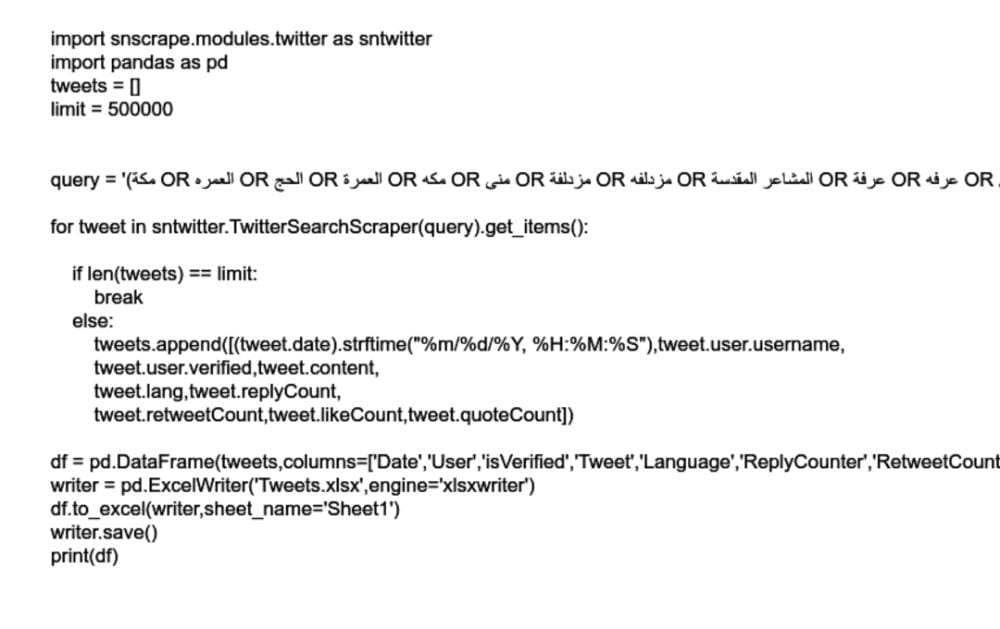 import snscrape.modules.twitter as sntwitter
import pandas as pd
tweets = []
limit = 500000
query = '(مكة OR العمره OR الحج OR العمرة OR مكه OR منى OR مزدلفة OR مزدلفه OR المشاعر المقدسة OR عرفة OR عرفه OR
for tweet in sntwitter.TwitterSearchScraper(query).get_items():
if len(tweets) == limit:
break
else:
tweets.append([(tweet.date).strftime("%m/%d/%Y, %H:%M:%S"),tweet.user.username,
tweet.user.verified,tweet.content,
tweet.lang,tweet.replyCount,
tweet.retweetCount,tweet.likeCount,tweet.quoteCount])
df = pd.DataFrame(tweets,columns=['Date','User','isVerified','Tweet','Language','ReplyCounter','RetweetCount
writer = pd.ExcelWriter('Tweets.xlsx',engine='xlsxwriter')
df.to_excel(writer,sheet_name='Sheet1')
writer.save()
print(df)